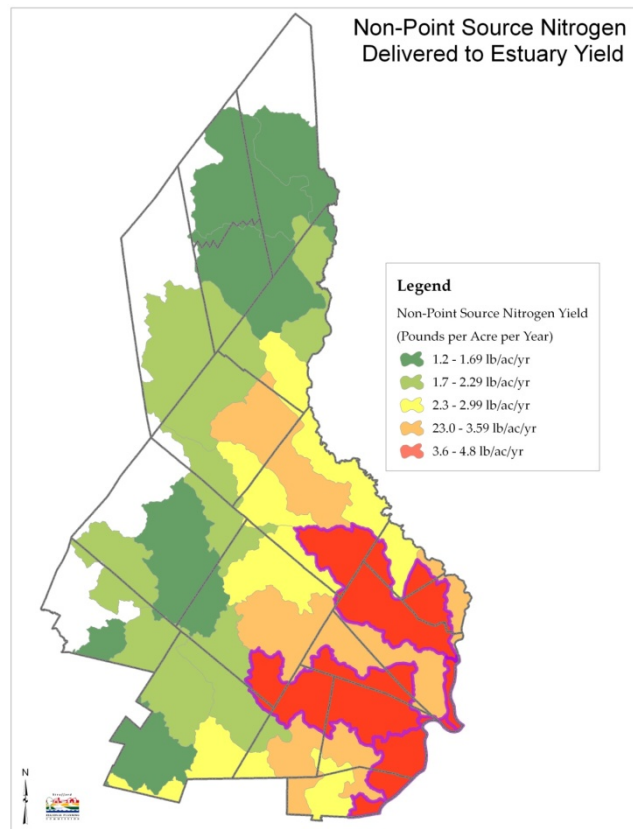 Non-Point Source Nitrogen
Delivered to Estuary Yield
Legend
Non-Point Source Nitrogen Yield
(Pounds per Acre per Year)
1.2 - 1.69 lb/ac/yr
1.7 - 2.29 lb/ac/yr
2.3 - 2.99 lb/ac/yr
23.0 - 3.59 lb/ac/yr
3.6 - 4.8 lb/ac/yr
N